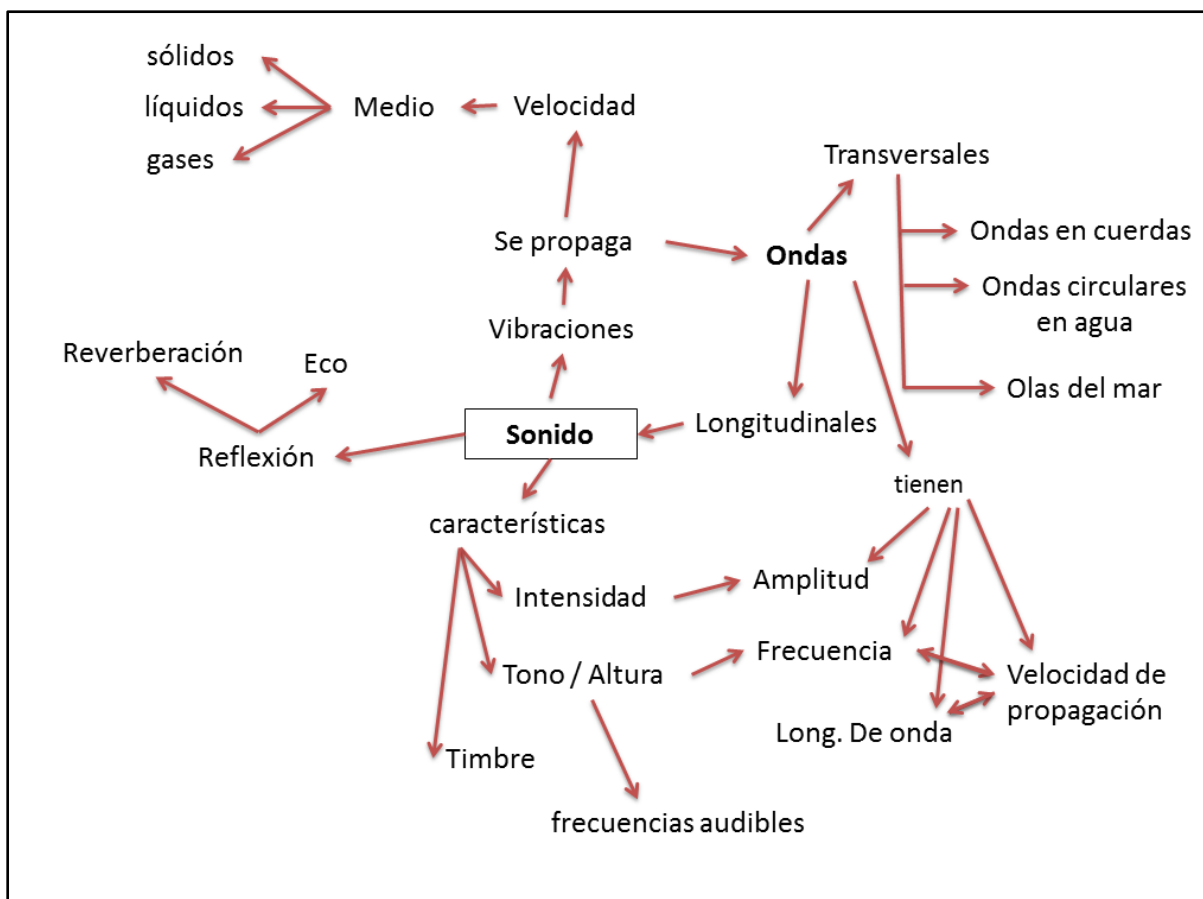 sólidos
líquidos
gases
Medio
Velocidad
Transversales
Se propaga
Ondas
Ondas en cuerdas
Ondas circulares
en agua
Olas del mar
Vibraciones
Reverberación
Eco
Reflexión
Sonido
Longitudinales
tienen
características
Intensidad
Amplitud
Tono / Altura
Frecuencia
Velocidad de
propagación
Long. De onda
Timbre
frecuencias audibles